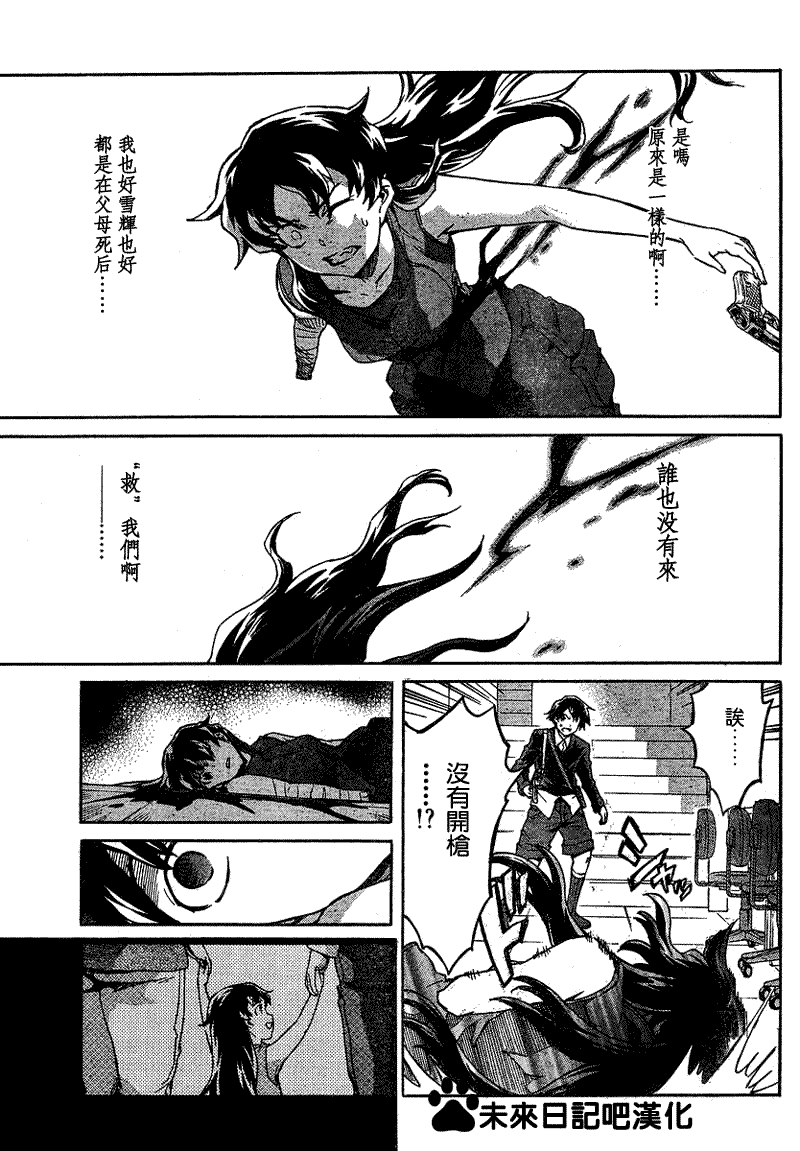 是嗎
原來是一樣的啊……
我也好雪輝也好
都是在父母死后……
誰也没有來
“救”我們啊
──……
誒……
沒有開槍
……!?
未來日記吧漢化